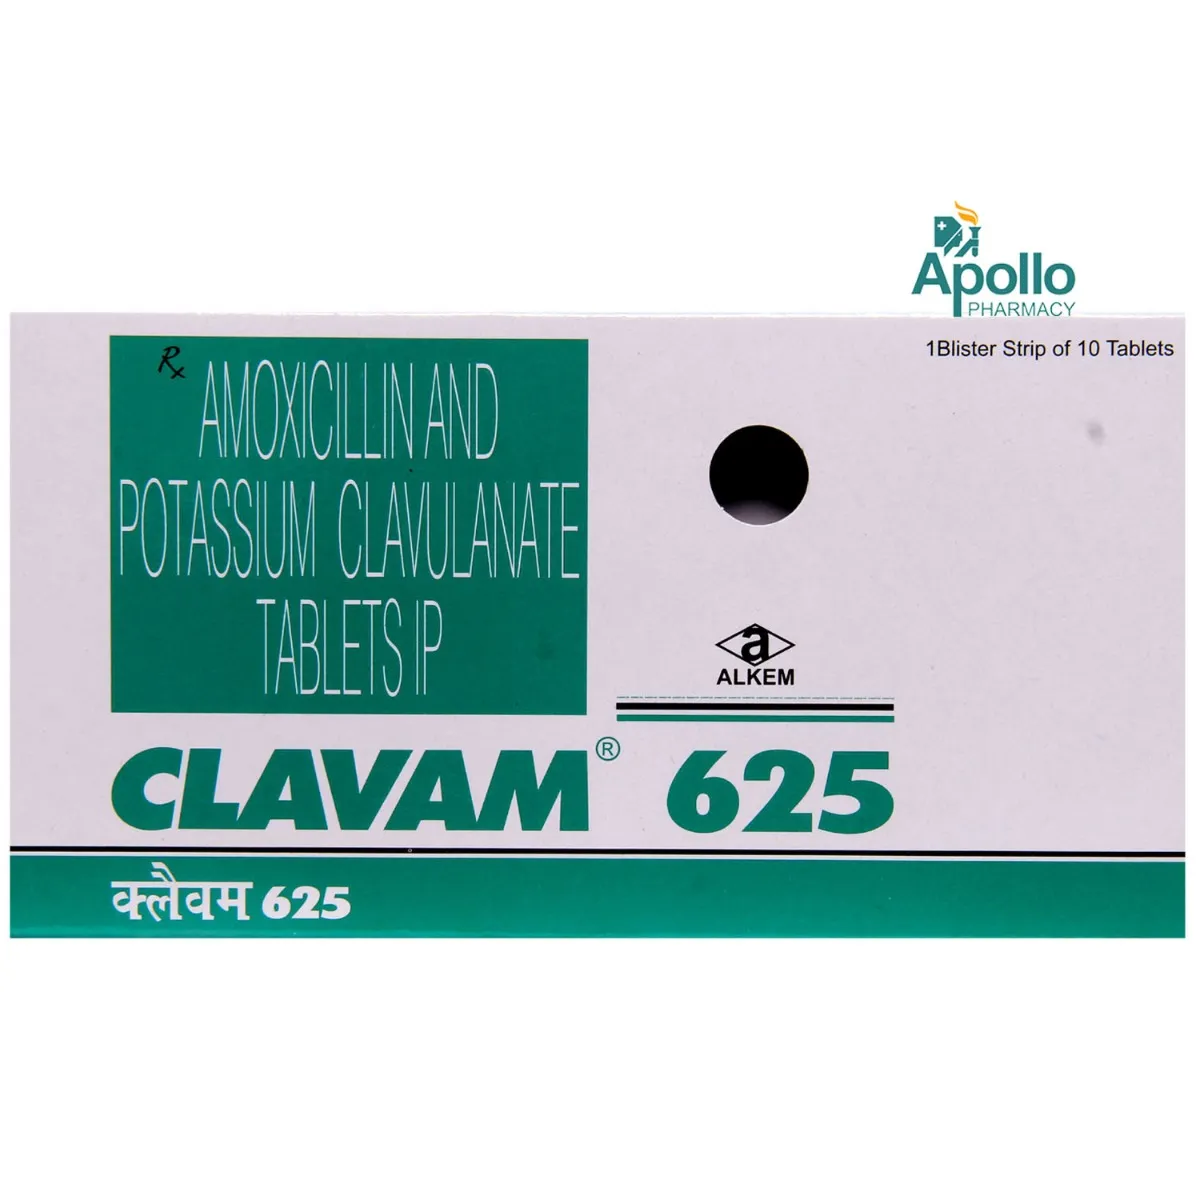 Apollo
PHARMACY
1Blister Strip of 10 Tablets
Rx AMOXICILLIN AND
POTASSIUM CLAVULANATE
TABLETS IP
a
ALKEM
CLAVAM® 625
क्लैवम 625